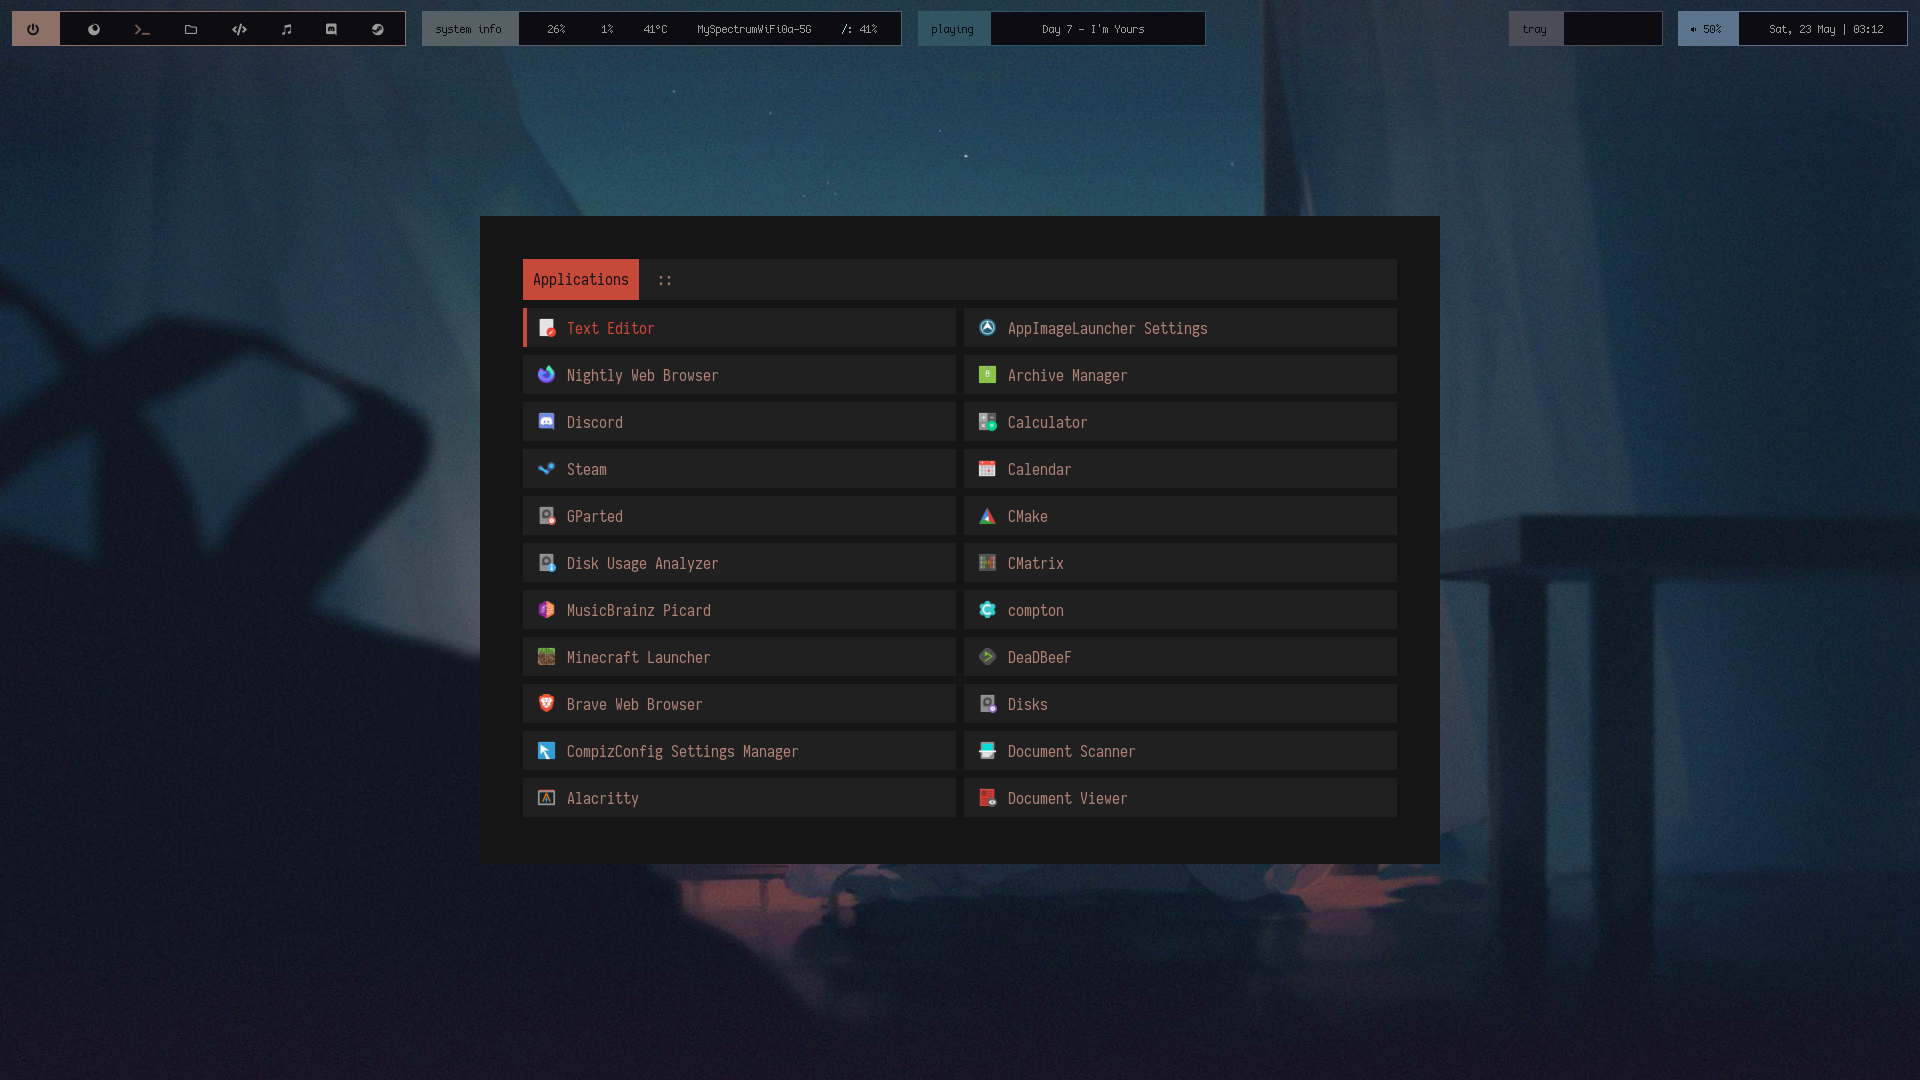 system info 26% 1% 41°C MySpectrumWiFi0a-5G /: 41% playing Day 7 - I'm Yours tray 50% Sat, 23 May | 03:12
Applications ::
Text Editor
Nightly Web Browser
Discord
Steam
GParted
Disk Usage Analyzer
MusicBrainz Picard
Minecraft Launcher
Brave Web Browser
CompizConfig Settings Manager
Alacritty
AppImageLauncher Settings
Archive Manager
Calculator
Calendar
CMake
CMatrix
compton
DeaDBeeF
Disks
Document Scanner
Document Viewer